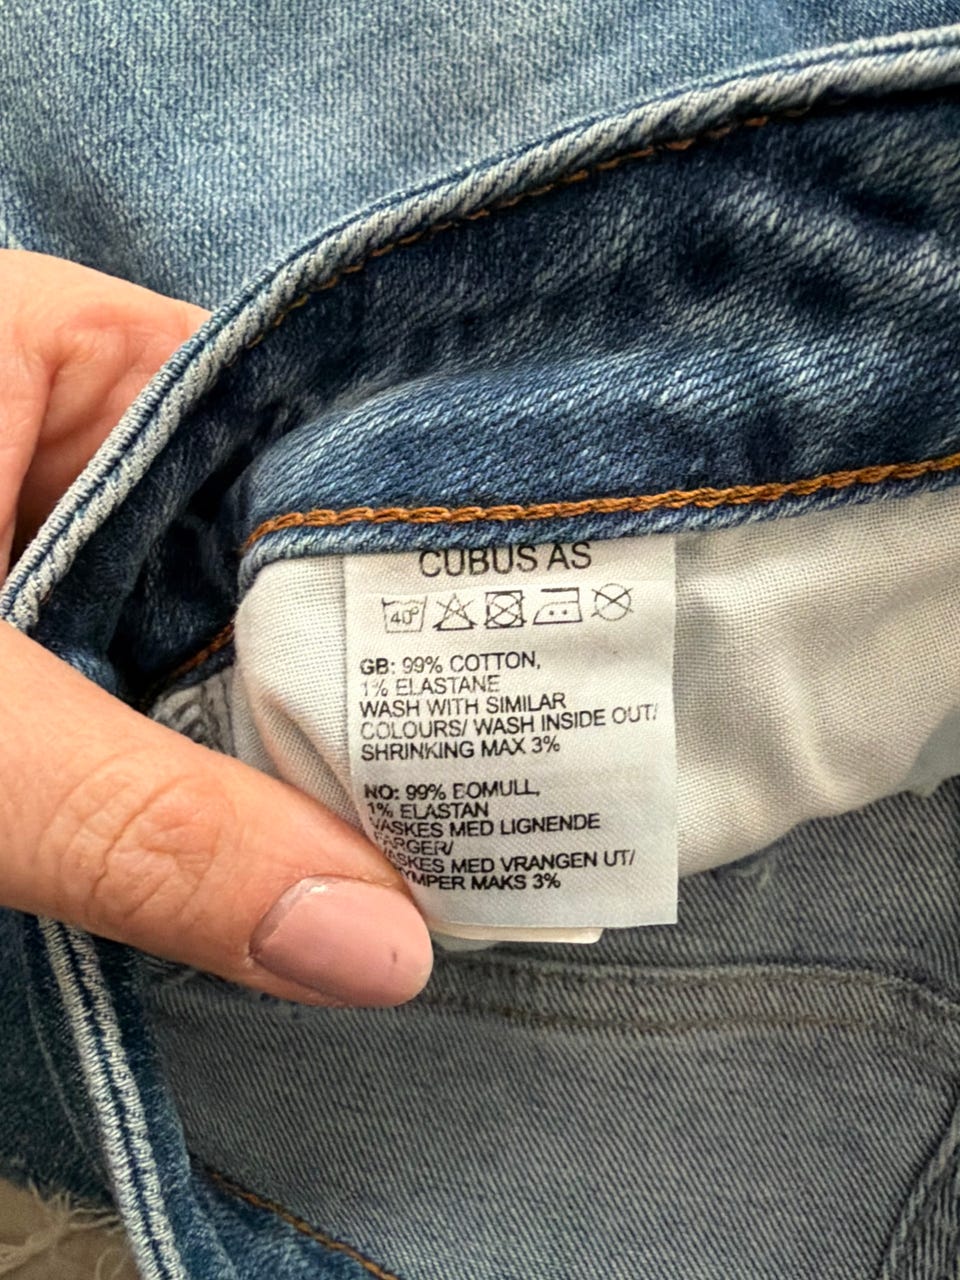 CUBUS AS
40°
GB: 99% COTTON,
1% ELASTANE
WASH WITH SIMILAR
COLOURS/ WASH INSIDE OUT/
SHRINKING MAX 3%
NO: 99% BOMULL,
1% ELASTAN
VASKES MED LIGNENDE
FARGER/
VASKES MED VRANGEN UT/
MAKS 3%